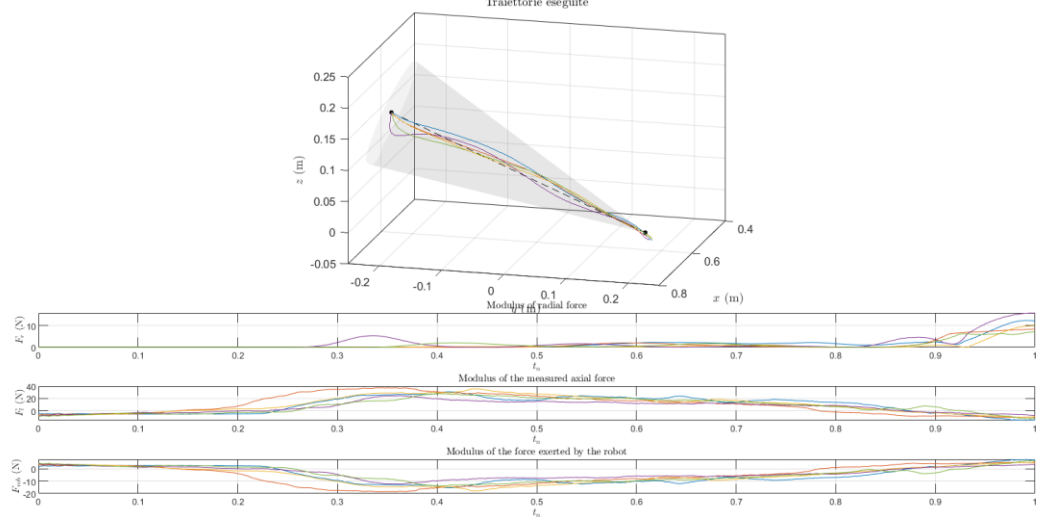 Traiettorie eseguite
0.25
0.2
0.15
0.1
0.05
0
-0.05
z (m)
-0.2
-0.1
0
0.1
0.2
0.4
0.6
0.8
x (m)
y (m)
Modulus of radial force
F_r (N)
10
0
0 0.1 0.2 0.3 0.4 0.5 0.6 0.7 0.8 0.9 1
t_n
Modulus of the measured axial force
(N)
40
20
0
0 0.1 0.2 0.3 0.4 0.5 0.6 0.7 0.8 0.9 1
t_n
Modulus of the force exerted by the robot
(N)
0
-10
-20
0 0.1 0.2 0.3 0.4 0.5 0.6 0.7 0.8 0.9 1
t_n